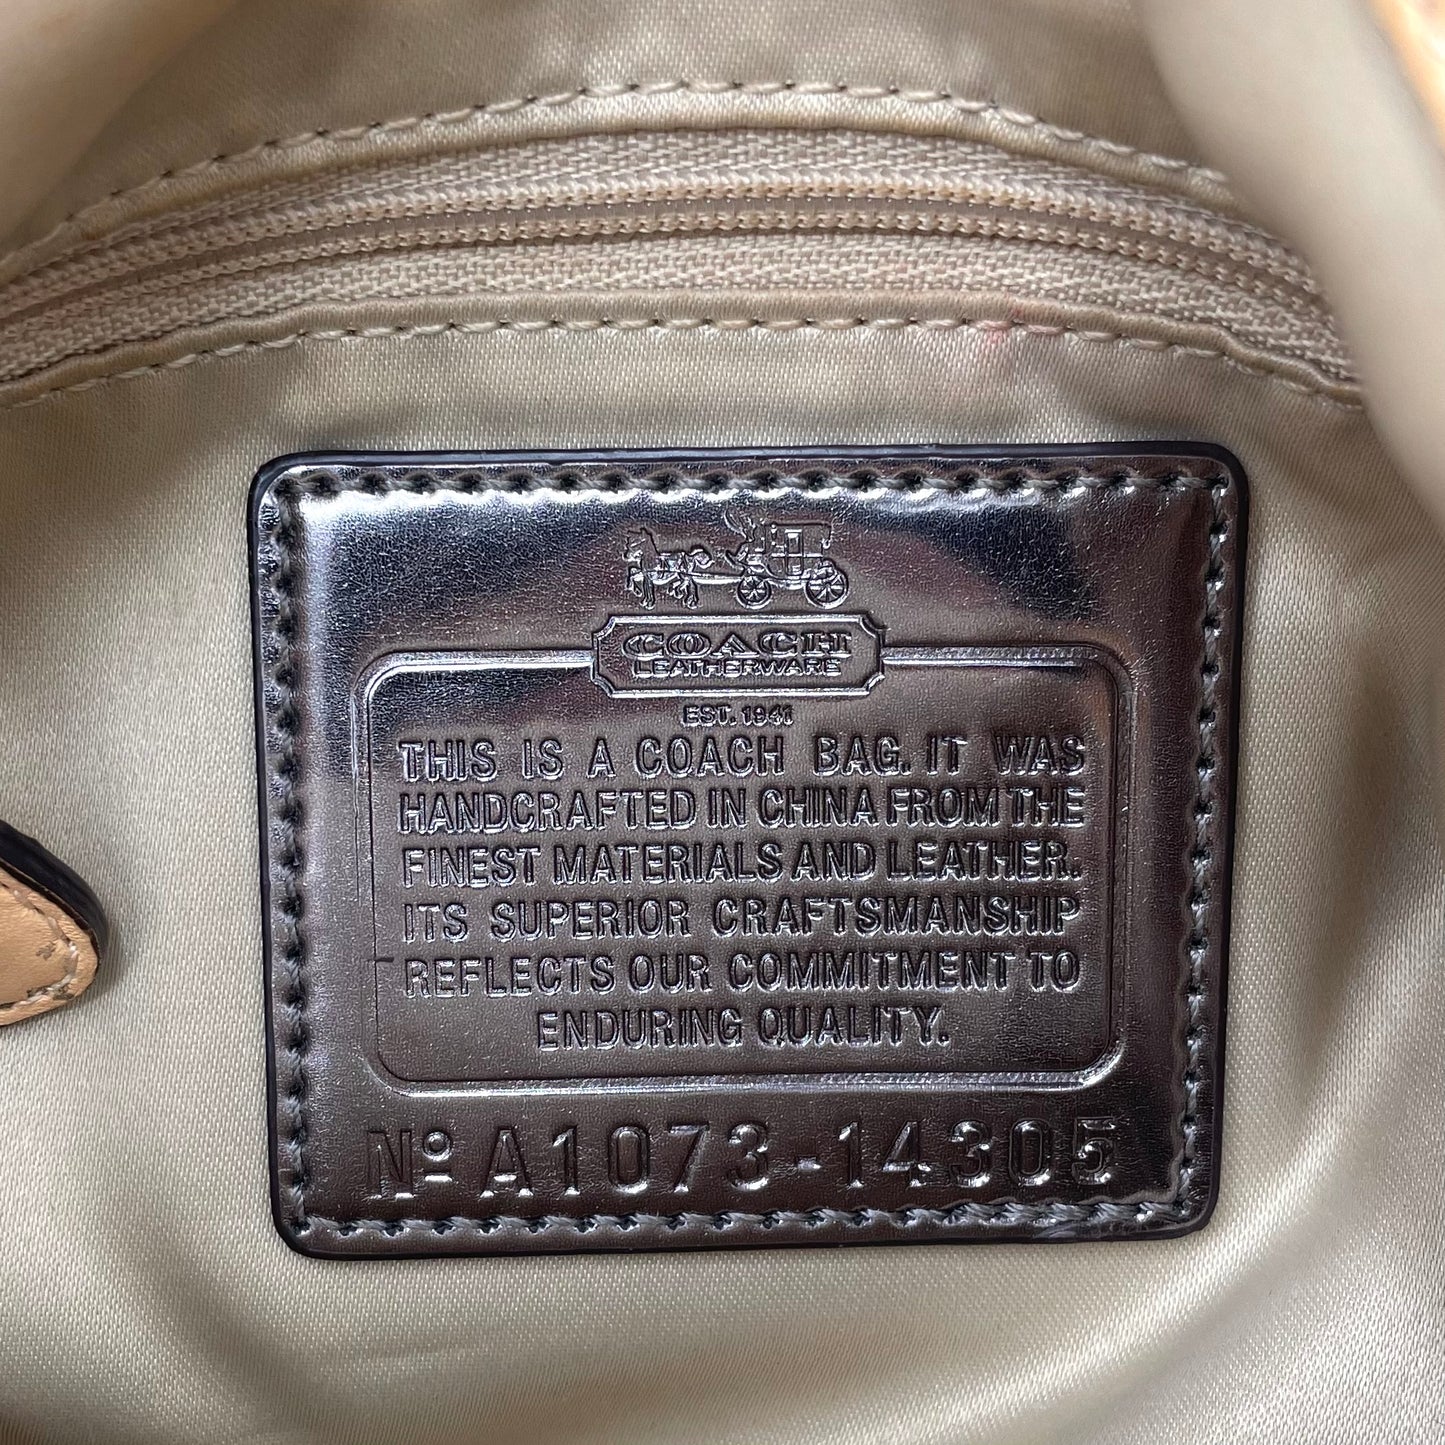 COACH
LEATHERWARE
EST. 1941
THIS IS A COACH BAG. IT WAS
HANDCRAFTED IN CHINA FROM THE
FINEST MATERIALS AND LEATHER.
ITS SUPERIOR CRAFTSMANSHIP
REFLECTS OUR COMMITMENT TO
ENDURING QUALITY.
Nº A1073-14305